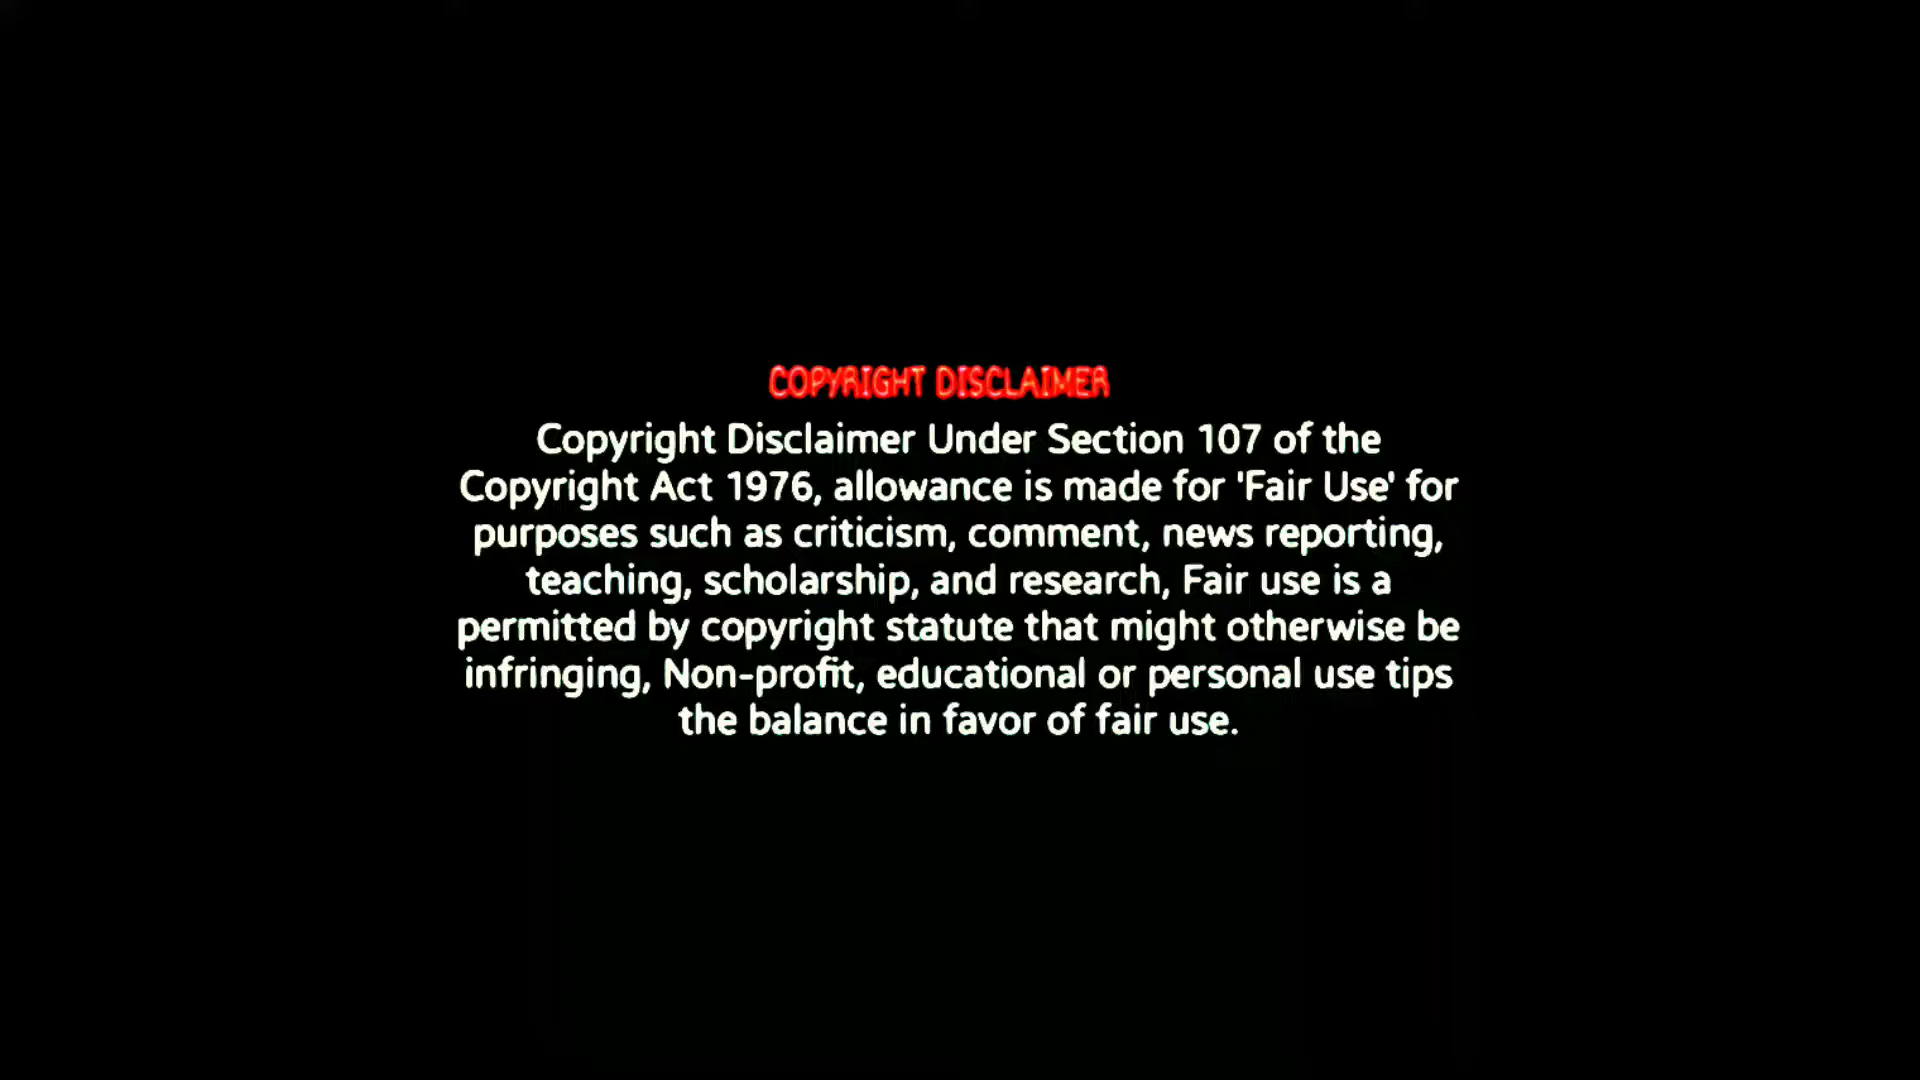 COPYRIGHT DISCLAIMER
Copyright Disclaimer Under Section 107 of the
Copyright Act 1976, allowance is made for 'Fair Use' for
purposes such as criticism, comment, news reporting,
teaching, scholarship, and research, Fair use is a
permitted by copyright statute that might otherwise be
infringing, Non-profit, educational or personal use tips
the balance in favor of fair use.